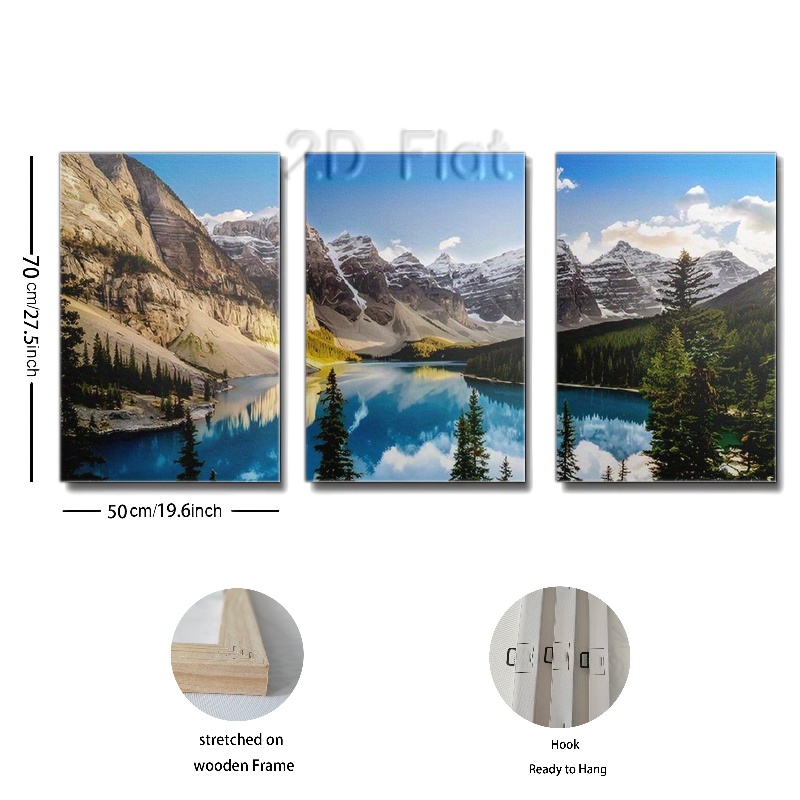 2D Flat
70 cm/27.5inch
50 cm/19.6inch
stretched on
wooden Frame
Hook
Ready to Hang